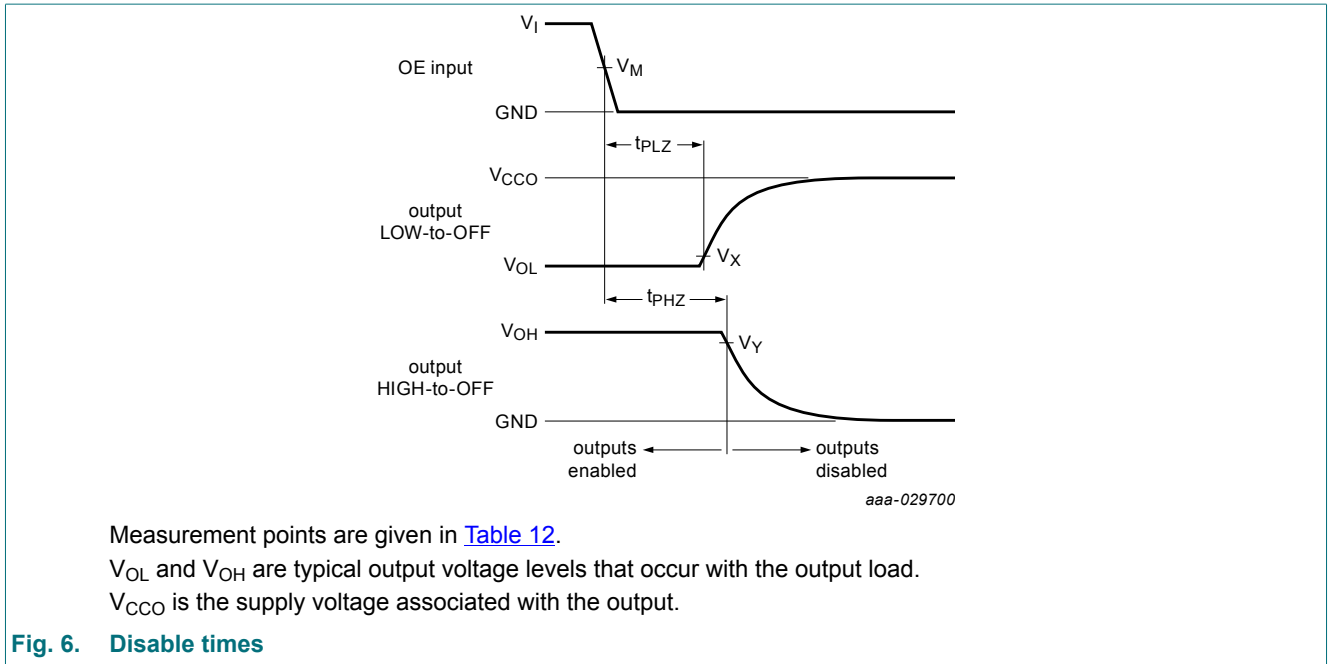 V_I
OE input
V_M
GND
t_PLZ
V_CCO
output
LOW-to-OFF
V_X
V_OL
t_PHZ
V_OH
V_Y
output
HIGH-to-OFF
GND
outputs
enabled
outputs
disabled
aaa-029700
Measurement points are given in Table 12.
V_OL and V_OH are typical output voltage levels that occur with the output load.
V_CCO is the supply voltage associated with the output.
Fig. 6. Disable times